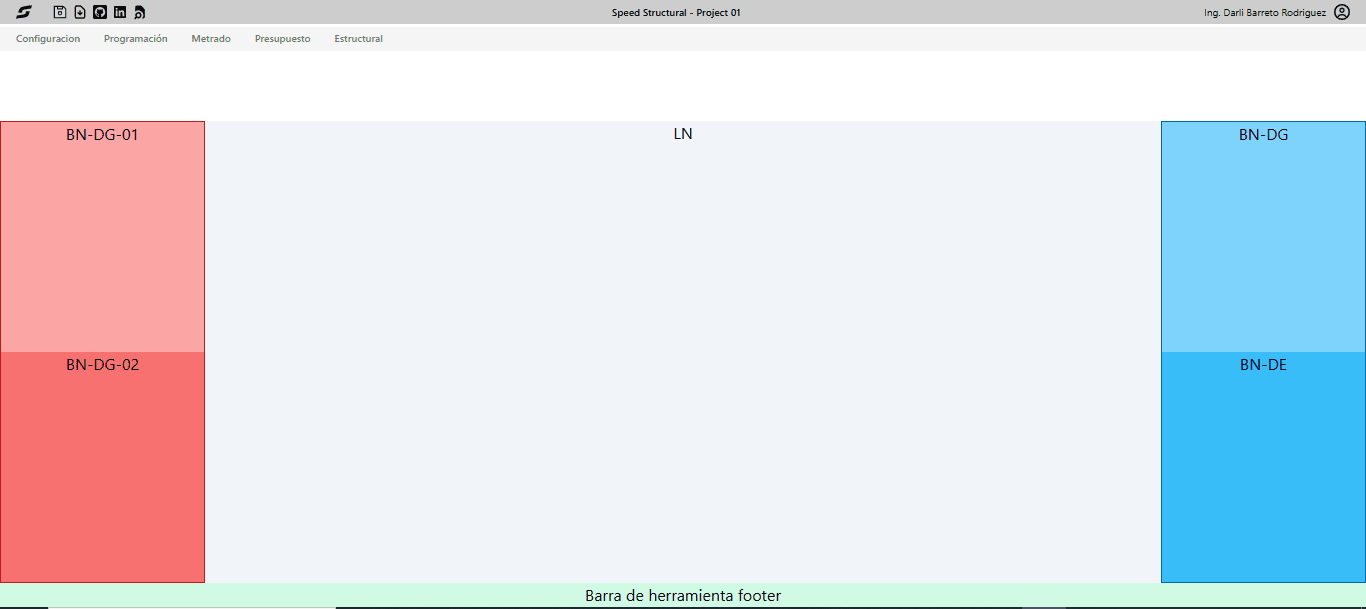 Speed Structural - Project 01
Ing. Darli Barreto Rodriguez
Configuracion Programación Metrado Presupuesto Estructural
BN-DG-01
LN
BN-DG
BN-DG-02
BN-DE
Barra de herramienta footer